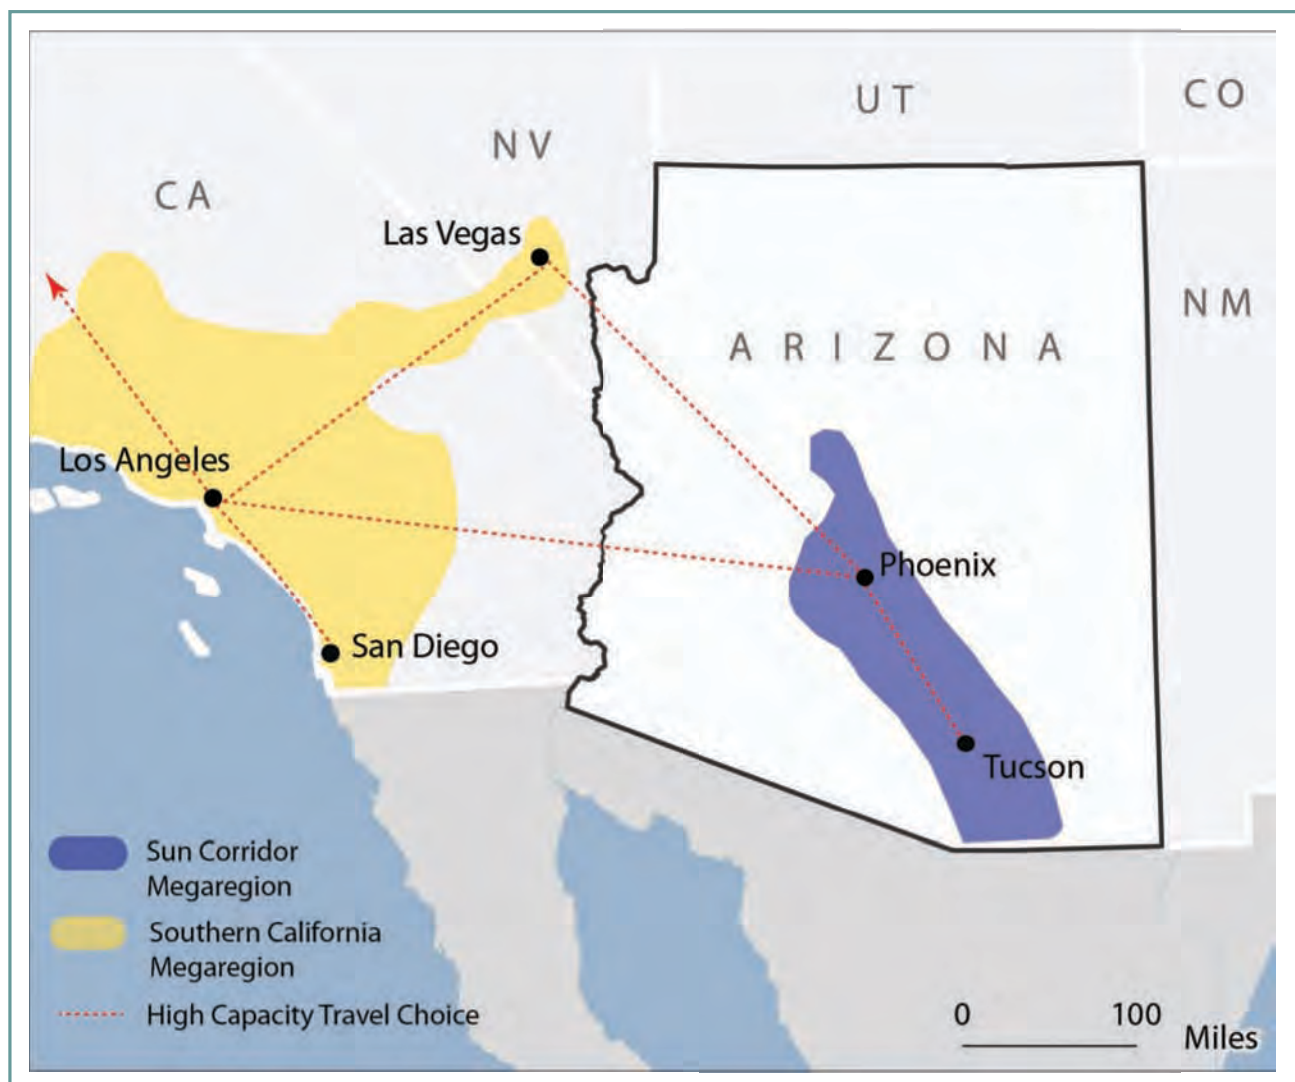 UT
CO
NV
CA
Las Vegas
NM
ARIZONA
Los Angeles
Phoenix
San Diego
Tucson
Sun Corridor
Megaregion
Southern California
Megaregion
High Capacity Travel Choice
0 100
Miles